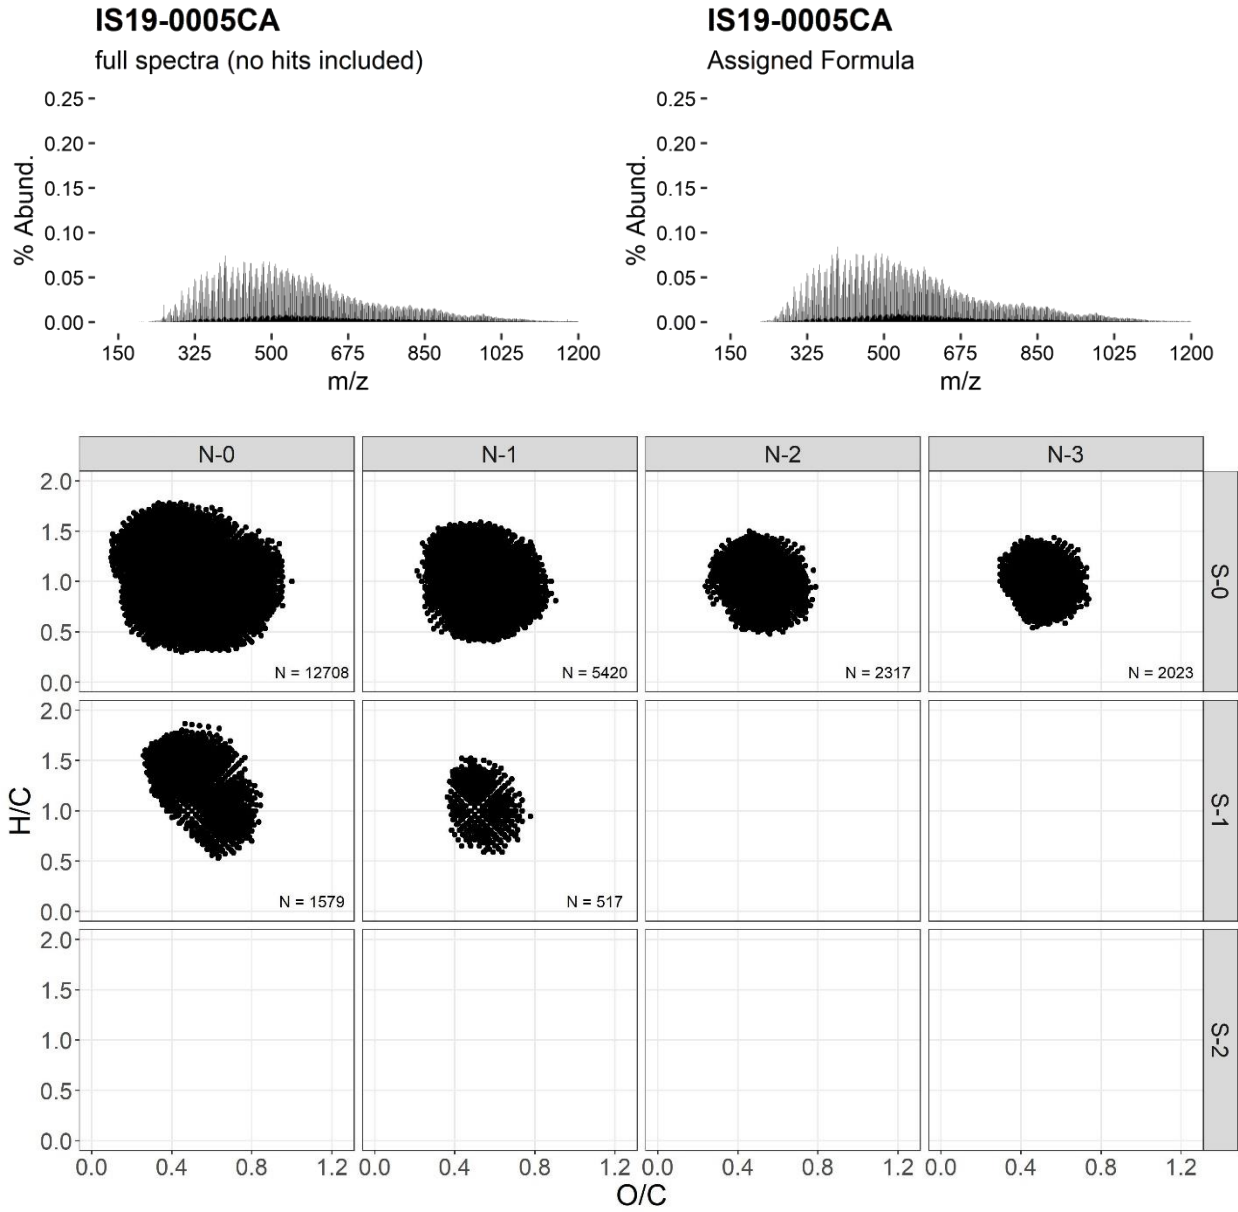 IS19-0005CA
full spectra (no hits included)
0.25
0.20
0.15
0.10
0.05
0.00
% Abund.
150 325 500 675 850 1025 1200
m/z
IS19-0005CA
Assigned Formula
0.25
0.20
0.15
0.10
0.05
0.00
% Abund.
150 325 500 675 850 1025 1200
m/z
N-0 N-1 N-2 N-3
2.0
1.5
1.0
0.5
0.0
N = 12708 N = 5420 N = 2317 N = 2023
S-0
2.0
1.5
1.0
0.5
0.0
N = 1579 N = 517
S-1
H/C
2.0
1.5
1.0
0.5
0.0
S-2
0.0 0.4 0.8 1.2 0.0 0.4 0.8 1.2 0.0 0.4 0.8 1.2 0.0 0.4 0.8 1.2
O/C